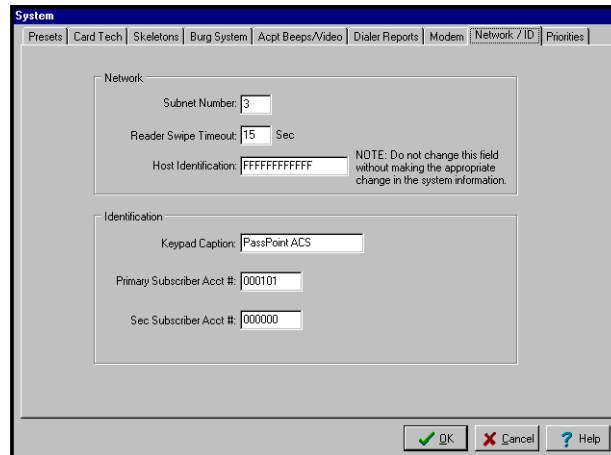 System
Presets Card Tech Skeletons Burg System Acpt Beeps/Video Dialer Reports Modem Network / ID Priorities
Network
Subnet Number: 3
Reader Swipe Timeout: 15 Sec
Host Identification: FFFFFFFFFFFF
NOTE: Do not change this field
without making the appropriate
change in the system information.
Identification
Keypad Caption: PassPoint ACS
Primary Subscriber Acct #: 000101
Sec Subscriber Acct #: 000000
OK Cancel Help